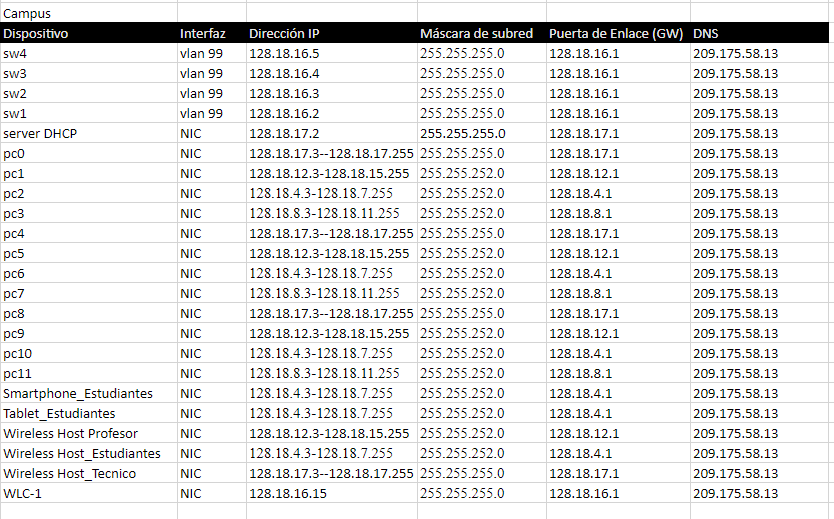 Campus
Dispositivo Interfaz Dirección IP Máscara de subred Puerta de Enlace (GW) DNS
sw4 vlan 99 128.18.16.5 255.255.255.0 128.18.16.1 209.175.58.13
sw3 vlan 99 128.18.16.4 255.255.255.0 128.18.16.1 209.175.58.13
sw2 vlan 99 128.18.16.3 255.255.255.0 128.18.16.1 209.175.58.13
sw1 vlan 99 128.18.16.2 255.255.255.0 128.18.16.1 209.175.58.13
server DHCP NIC 128.18.17.2 255.255.255.0 128.18.17.1 209.175.58.13
pc0 NIC 128.18.17.3--128.18.17.255 255.255.255.0 128.18.17.1 209.175.58.13
pc1 NIC 128.18.12.3-128.18.15.255 255.255.252.0 128.18.12.1 209.175.58.13
pc2 NIC 128.18.4.3-128.18.7.255 255.255.252.0 128.18.4.1 209.175.58.13
pc3 NIC 128.18.8.3-128.18.11.255 255.255.252.0 128.18.8.1 209.175.58.13
pc4 NIC 128.18.17.3--128.18.17.255 255.255.255.0 128.18.17.1 209.175.58.13
pc5 NIC 128.18.12.3-128.18.15.255 255.255.252.0 128.18.12.1 209.175.58.13
pc6 NIC 128.18.4.3-128.18.7.255 255.255.252.0 128.18.4.1 209.175.58.13
pc7 NIC 128.18.8.3-128.18.11.255 255.255.252.0 128.18.8.1 209.175.58.13
pc8 NIC 128.18.17.3--128.18.17.255 255.255.255.0 128.18.17.1 209.175.58.13
pc9 NIC 128.18.12.3-128.18.15.255 255.255.252.0 128.18.12.1 209.175.58.13
pc10 NIC 128.18.4.3-128.18.7.255 255.255.252.0 128.18.4.1 209.175.58.13
pc11 NIC 128.18.8.3-128.18.11.255 255.255.252.0 128.18.8.1 209.175.58.13
Smartphone_Estudiantes NIC 128.18.4.3-128.18.7.255 255.255.252.0 128.18.4.1 209.175.58.13
Tablet_Estudiantes NIC 128.18.4.3-128.18.7.255 255.255.252.0 128.18.4.1 209.175.58.13
Wireless Host Profesor NIC 128.18.12.3-128.18.15.255 255.255.252.0 128.18.12.1 209.175.58.13
Wireless Host_Estudiantes NIC 128.18.4.3-128.18.7.255 255.255.252.0 128.18.4.1 209.175.58.13
Wireless Host_Tecnico NIC 128.18.17.3--128.18.17.255 255.255.255.0 128.18.17.1 209.175.58.13
WLC-1 NIC 128.18.16.15 255.255.255.0 128.18.16.1 209.175.58.13